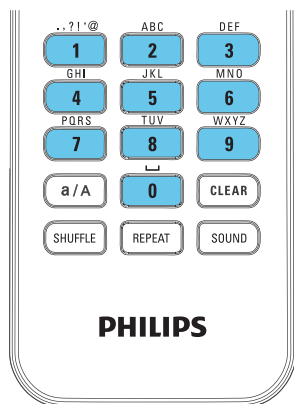 .,?!'@ ABC DEF
1 2 3
GHI JKL MNO
4 5 6
PQRS TUV WXYZ
7 8 9
a/A 0 CLEAR
SHUFFLE REPEAT SOUND
PHILIPS